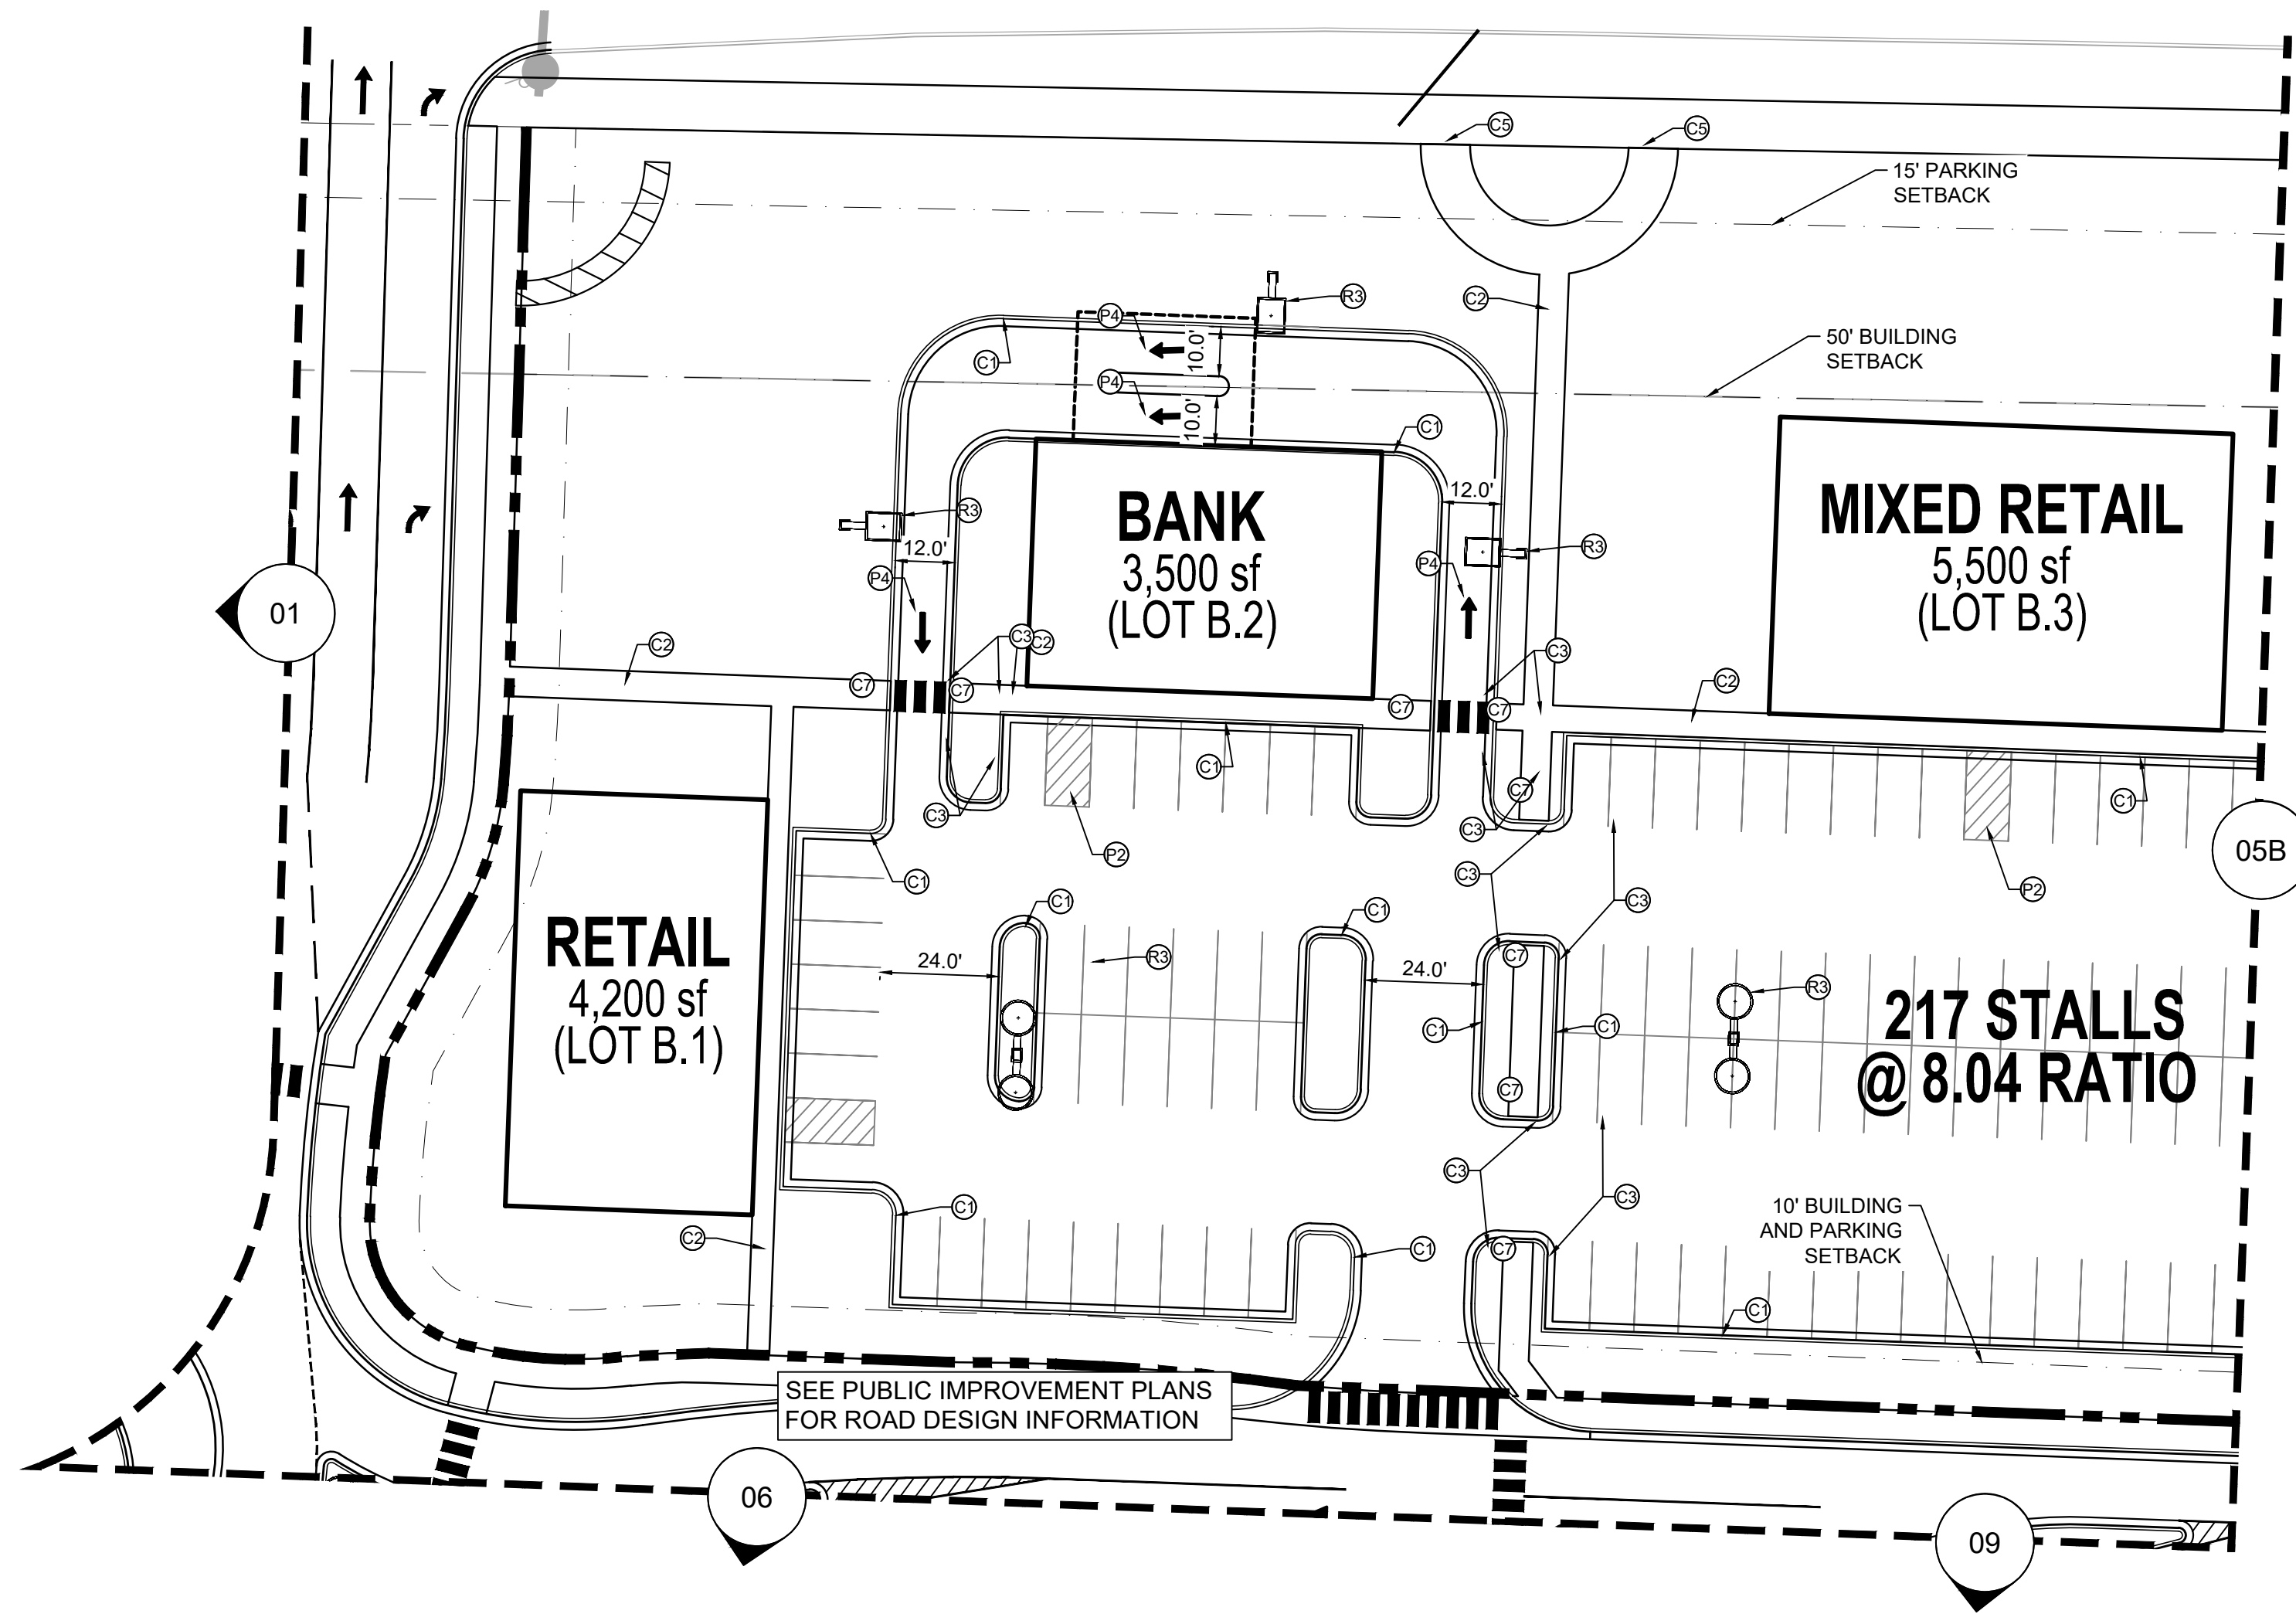 C5
C5
15' PARKING
SETBACK
R3
C2
P4
10.0'
50' BUILDING
SETBACK
C1
P4
10.0'
C1
12.0'
BANK
3,500 sf
(LOT B.2)
MIXED RETAIL
5,500 sf
(LOT B.3)
R3
12.0'
R3
P4
P4
01
C2
C3
C2
C3
C7
C7
C7
C7
C2
C1
C7
C1
C3
C3
P2
05B
C1
C3
P2
C3
C1
C1
RETAIL
4,200 sf
(LOT B.1)
24.0'
R3
24.0'
C7
R3
C1
C1
217 STALLS
@ 8.04 RATIO
C7
C3
C3
C1
C2
C1
C7
10' BUILDING
AND PARKING
SETBACK
C1
SEE PUBLIC IMPROVEMENT PLANS
FOR ROAD DESIGN INFORMATION
06
09